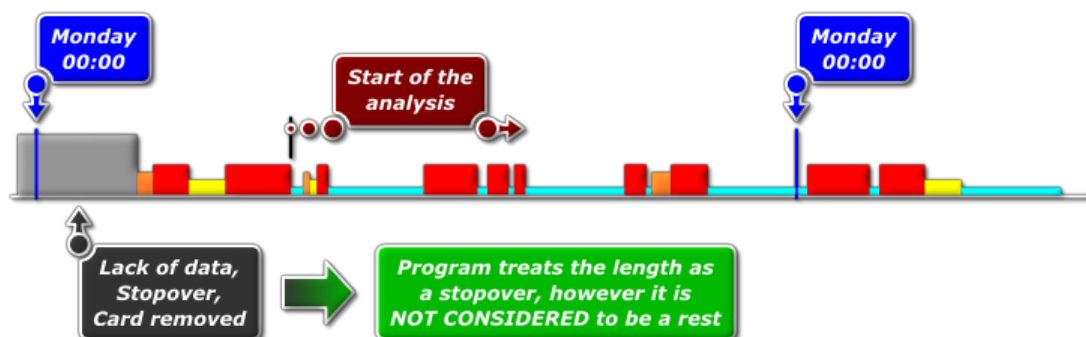 Monday
00:00
Monday
00:00
Start of the
analysis
Lack of data,
Stopover,
Card removed
Program treats the length as
a stopover, however it is
NOT CONSIDERED to be a rest